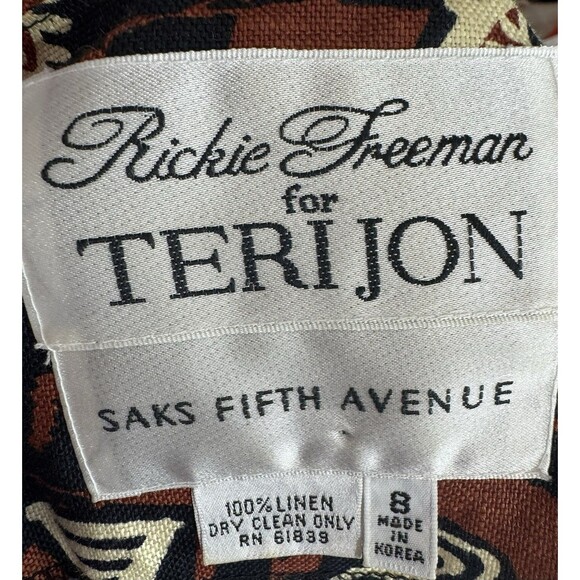 Rickie Freeman
for
TERI JON
SAKS FIFTH AVENUE
100% LINEN
DRY CLEAN ONLY
RN 61839
8
MADE
IN
KOREA